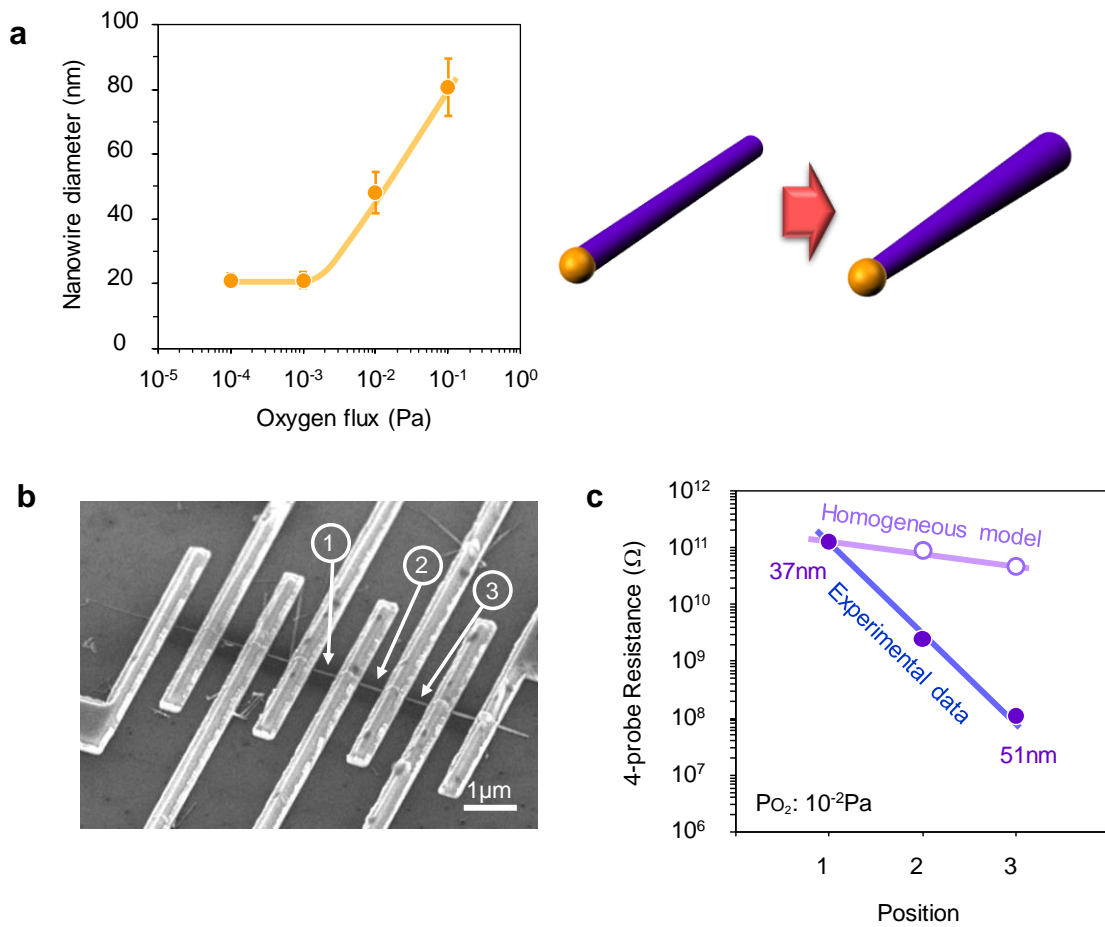 a
Nanowire diameter (nm)
100
80
60
40
20
0
10⁻⁵ 10⁻⁴ 10⁻³ 10⁻² 10⁻¹ 10⁰
Oxygen flux (Pa)
b
1
2
3
1μm
c
4-probe Resistance (Ω)
10¹²
10¹¹
10¹⁰
10⁹
10⁸
10⁷
10⁶
Homogeneous model
37nm
Experimental data
51nm
PO₂: 10⁻²Pa
1 2 3
Position